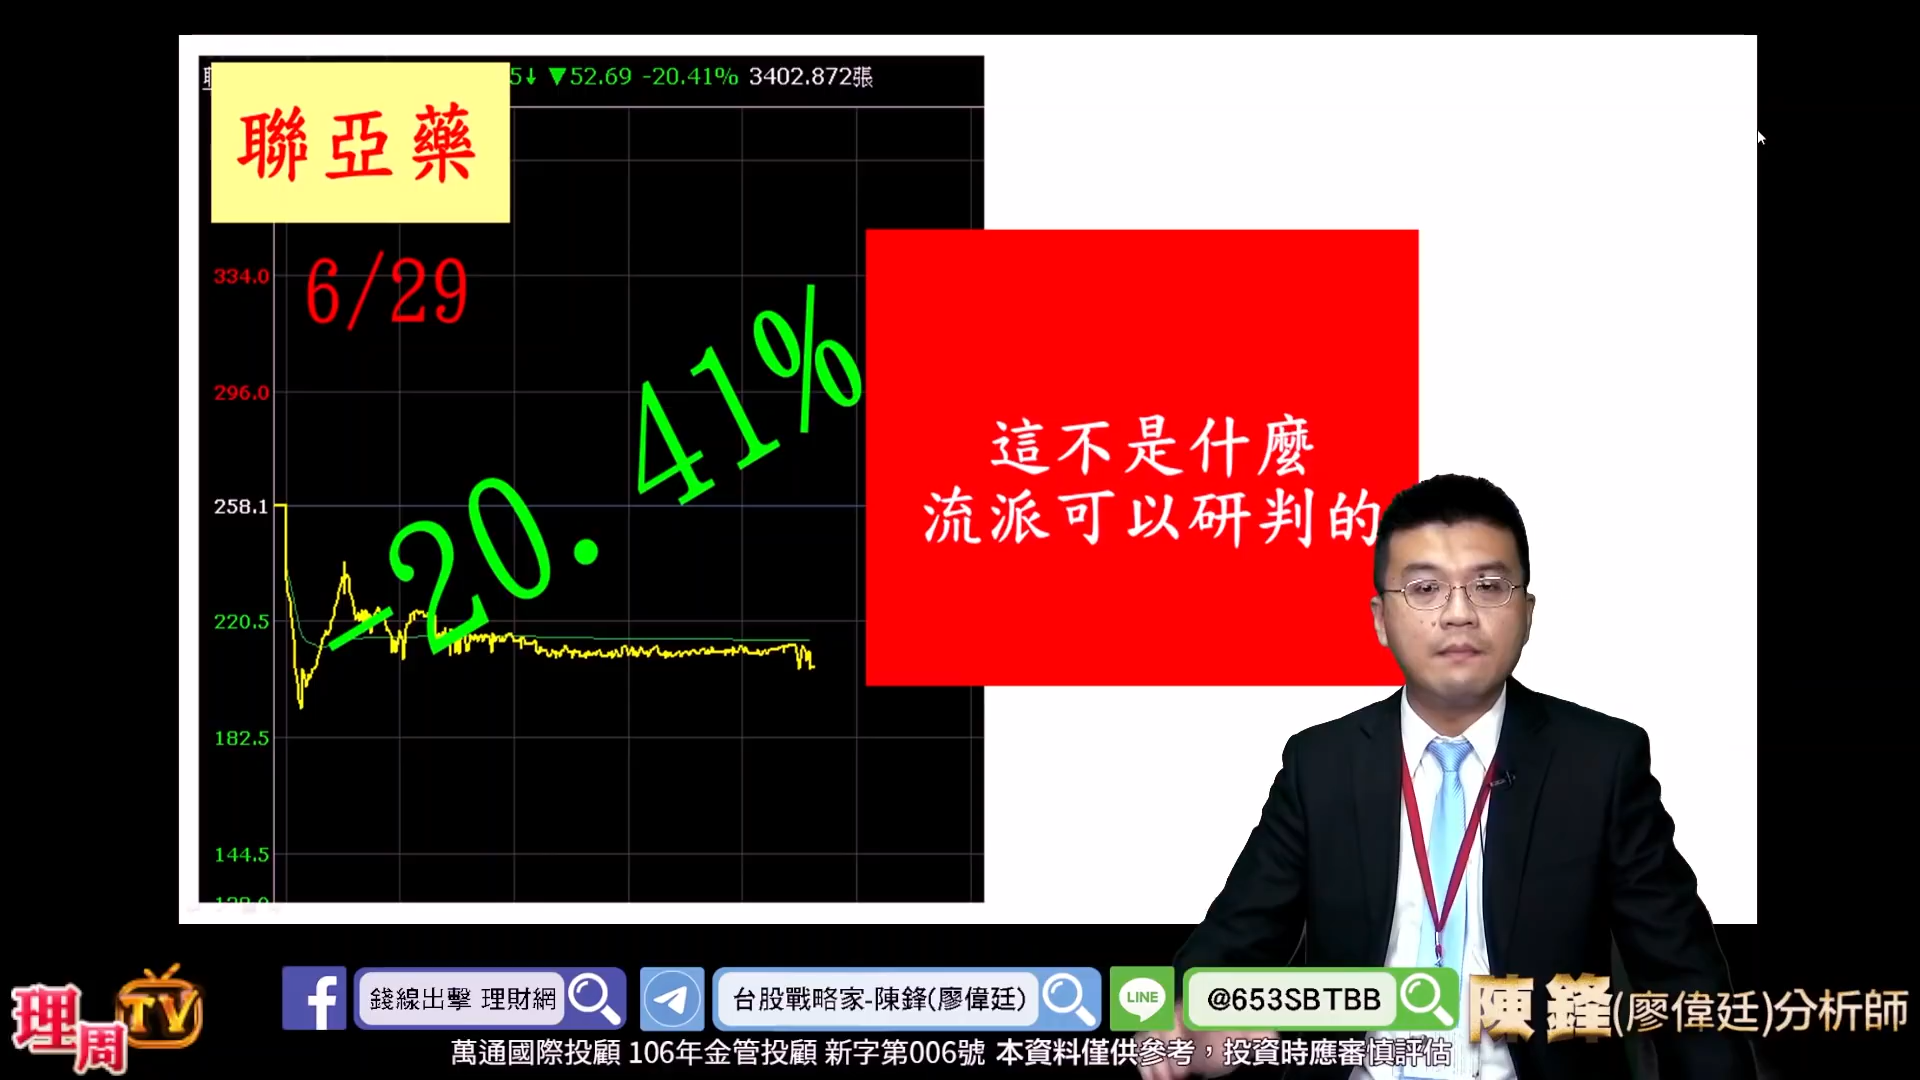 5↓ ▼52.69 -20.41% 3402.872張
聯亞藥
6/29
-20.41%
334.0
296.0
258.1
220.5
182.5
144.5
這不是什麼
流派可以研判的
理周TV
f
錢線出擊 理財網
台股戰略家-陳鋒(廖偉廷)
LINE
@653SBTBB
陳鋒(廖偉廷)分析師
萬通國際投顧 106年金管投顧 新字第006號 本資料僅供參考，投資時應審慎評估